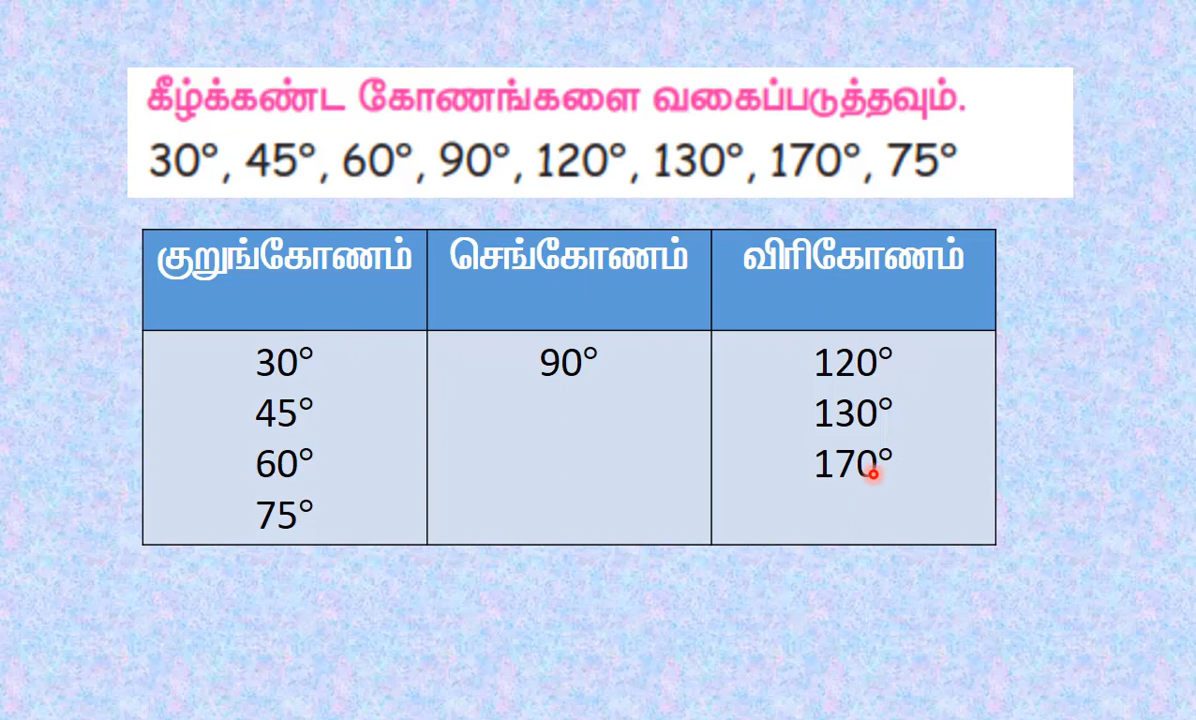 கீழ்க்கண்ட கோணங்களை வகைப்படுத்தவும்.
30°, 45°, 60°, 90°, 120°, 130°, 170°, 75°
குறுங்கோணம் செங்கோணம் விரிகோணம்
30° 90° 120°
45° 130°
60° 170°
75°